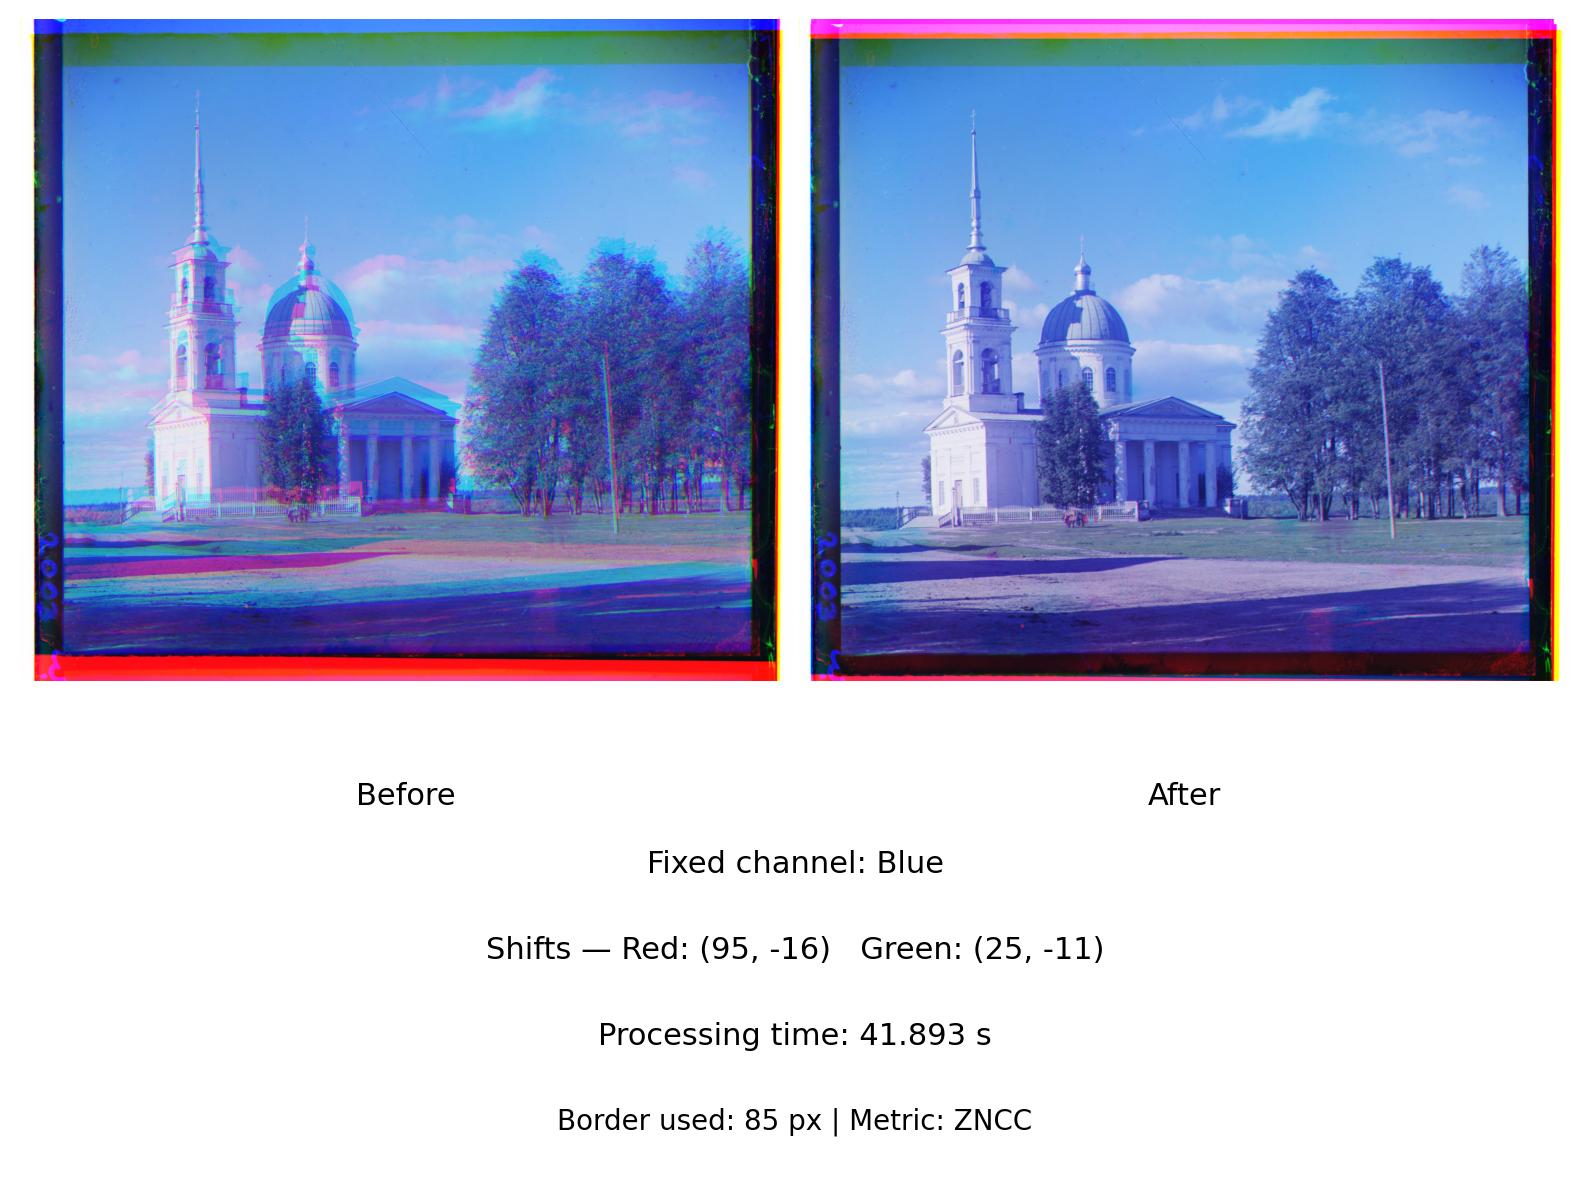 Before After
Fixed channel: Blue
Shifts — Red: (95, -16) Green: (25, -11)
Processing time: 41.893 s
Border used: 85 px | Metric: ZNCC